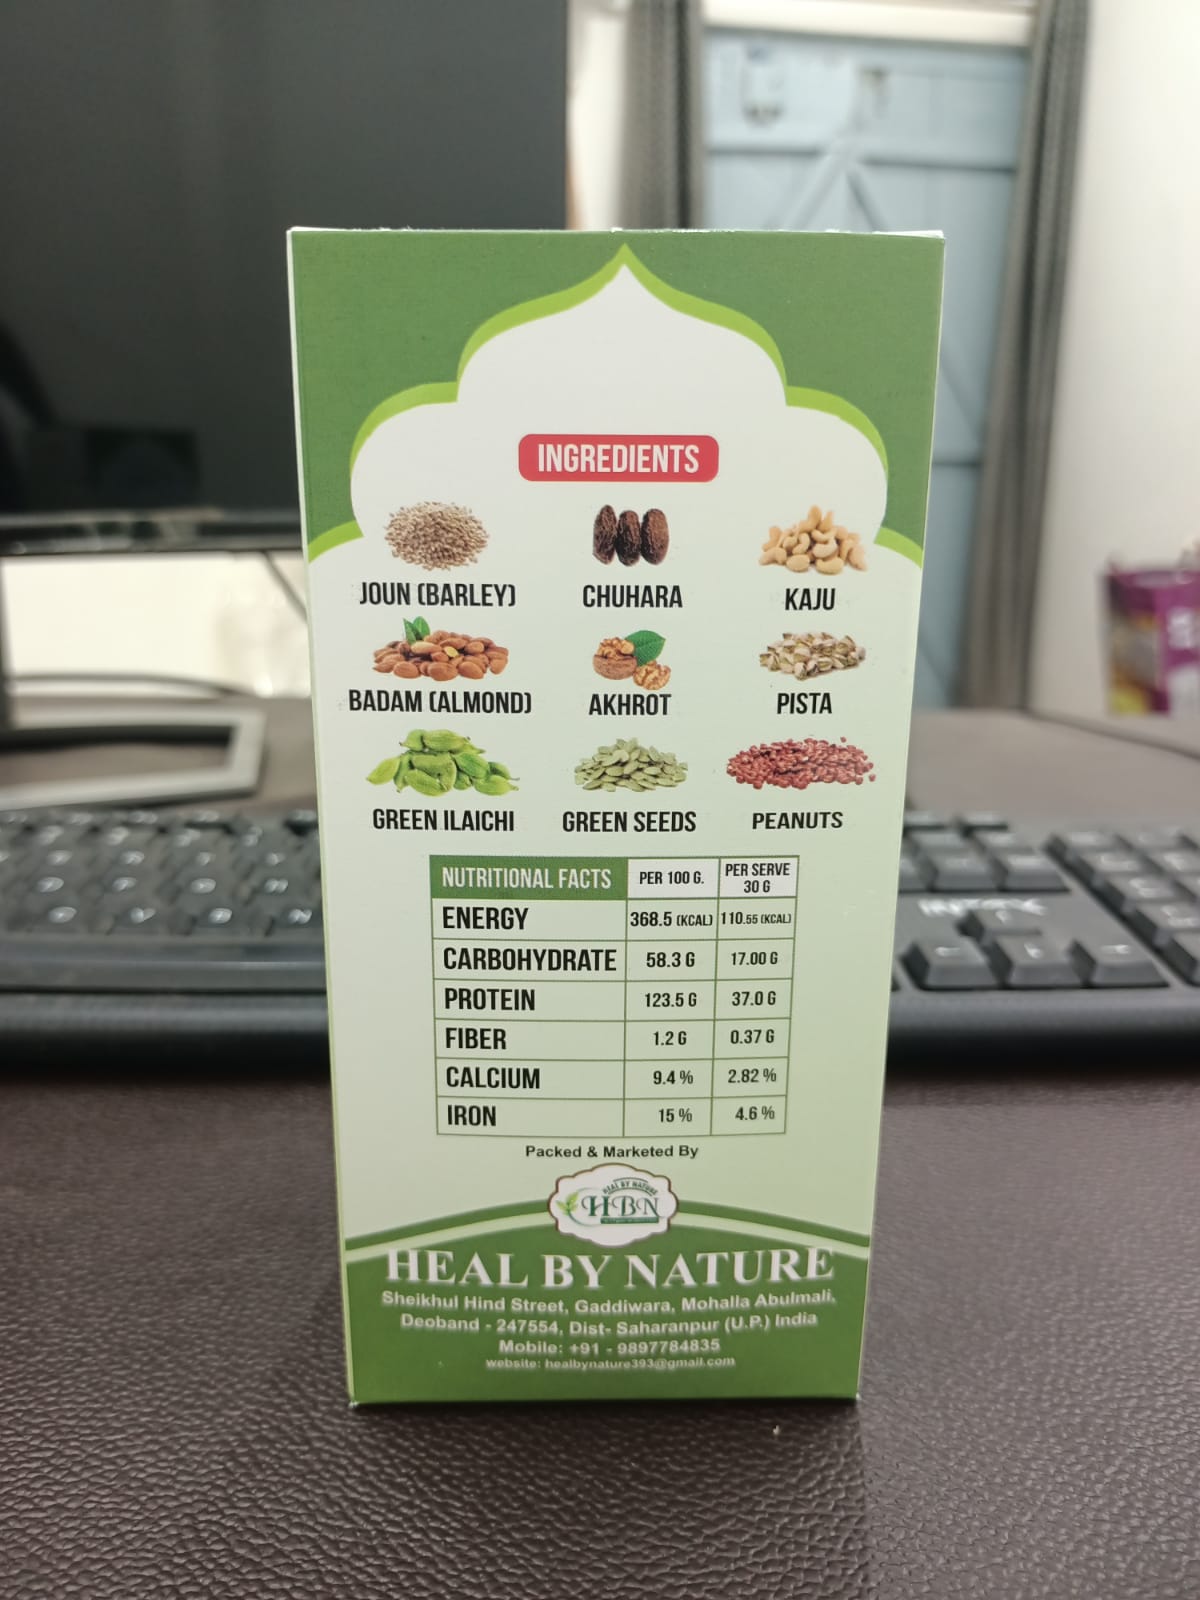 INGREDIENTS
JOUN (BARLEY) CHUHARA KAJU
BADAM (ALMOND) AKHROT PISTA
GREEN ILAICHI GREEN SEEDS PEANUTS
NUTRITIONAL FACTS PER 100 G. PER SERVE 30 G
ENERGY 368.5 (KCAL) 110.55 (KCAL)
CARBOHYDRATE 58.3 G 17.00 G
PROTEIN 123.5 G 37.0 G
FIBER 1.2 G 0.37 G
CALCIUM 9.4 % 2.82 %
IRON 15 % 4.6 %
Packed & Marketed By
HEAL BY NATURE
HBN
HEAL BY NATURE
Sheikhul Hind Street, Gaddiwara, Mohalla Abulmali,
Deoband - 247554, Dist- Saharanpur (U.P.) India
Mobile: +91 - 9897784835
website: healbynature393@gmail.com